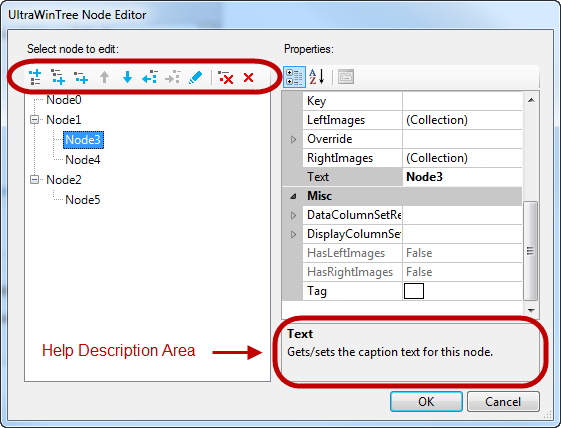 UltraWinTree Node Editor
Select node to edit:
Properties:
Node0
Node1
Node3
Node4
Node2
Node5
Key
LeftImages (Collection)
Override
RightImages (Collection)
Text Node3
Misc
DataColumnSetRe
DisplayColumnSet
HasLeftImages False
HasRightImages False
Tag
Text
Gets/sets the caption text for this node.
Help Description Area
OK
Cancel